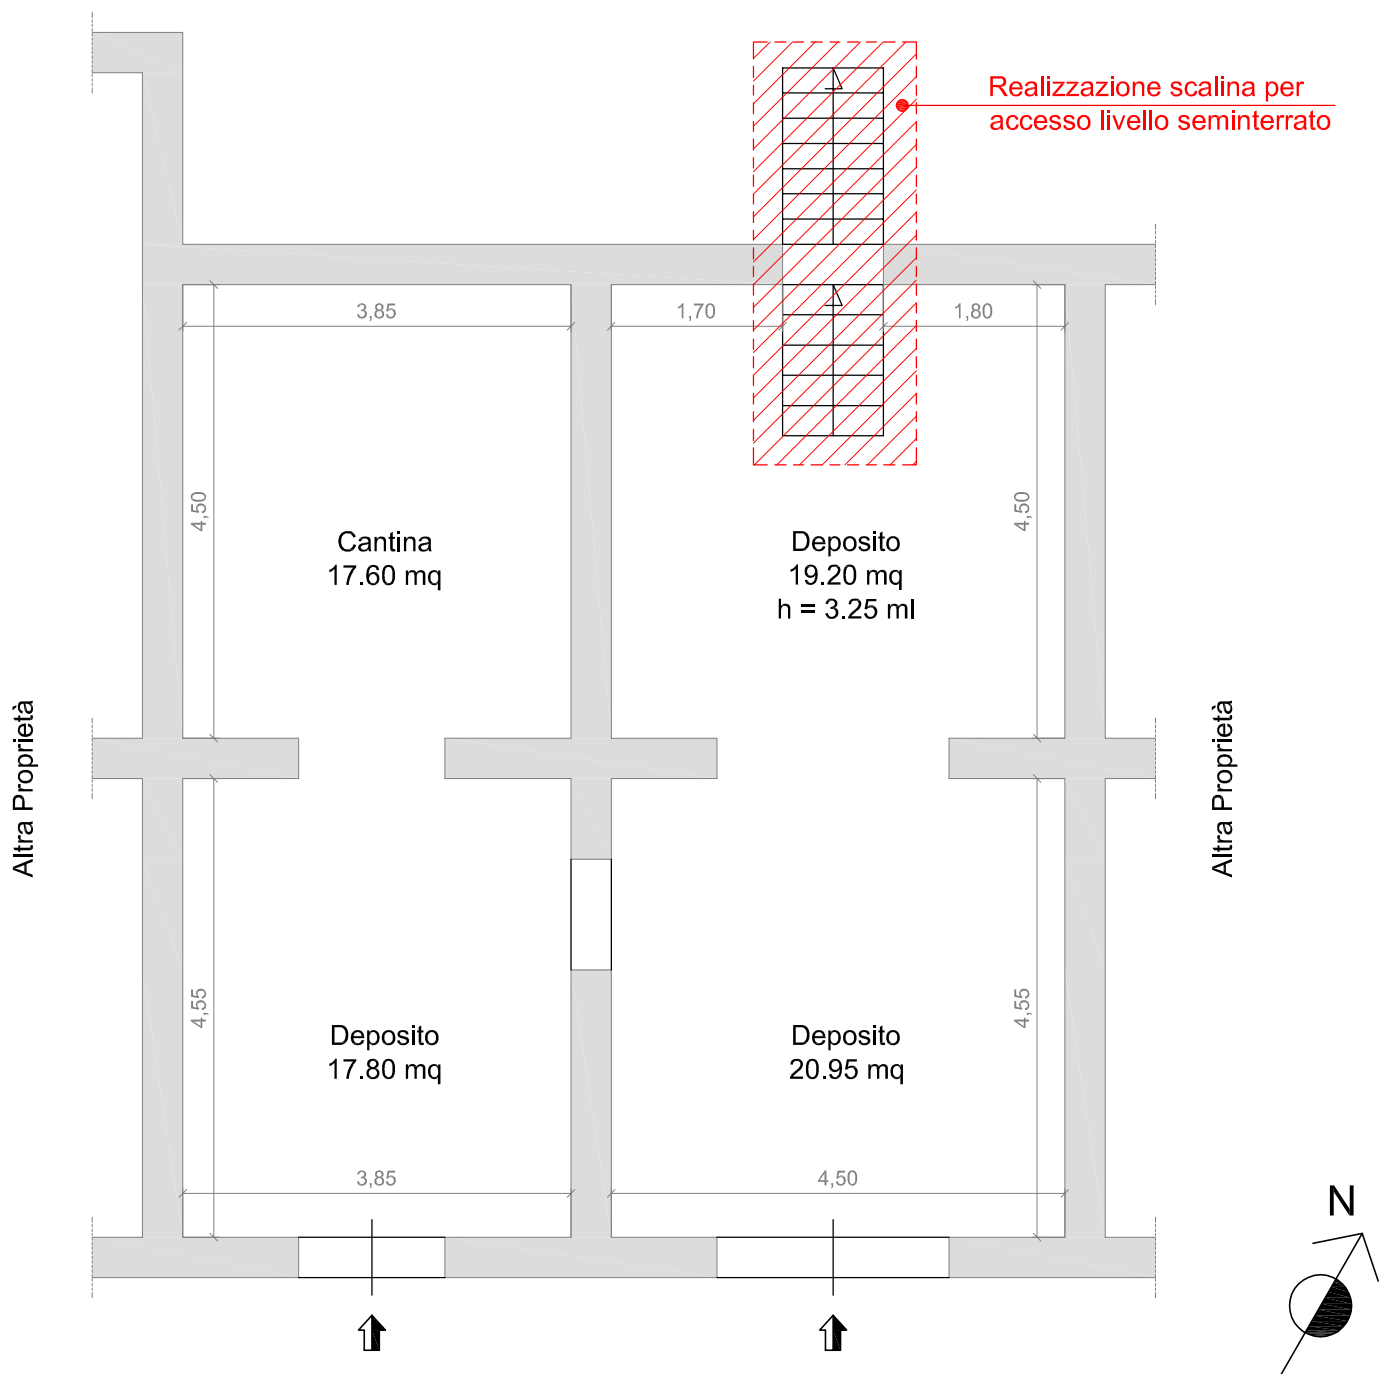 Realizzazione scalina per
accesso livello seminterrato
3,85
1,70
1,80
4,50
4,50
Cantina
17.60 mq
Deposito
19.20 mq
h = 3.25 ml
Altra Proprietà
Altra Proprietà
4,55
4,55
Deposito
17.80 mq
Deposito
20.95 mq
3,85
4,50
N